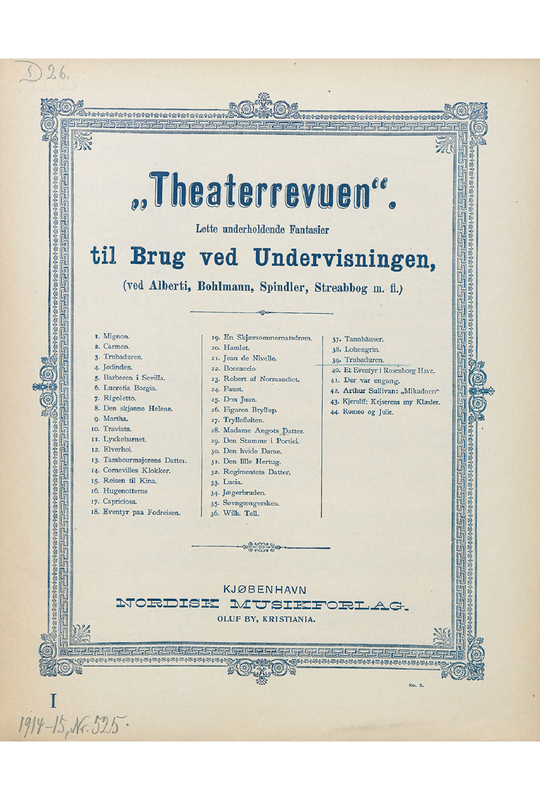 D 26.
„Theaterrevuen“.
Lette underholdende Fantasier
til Brug ved Undervisningen,
(ved Alberti, Bohlmann, Spindler, Streabbog m. fl.)
1. Mignon.
2. Carmen.
3. Trubaduren.
4. Jødinden.
5. Barberen i Sevilla.
6. Lucrezia Borgia.
7. Rigoletto.
8. Den skjønne Helene.
9. Martha.
10. Traviata.
11. Lykkebarnet.
12. Elverhøi.
13. Tambourmajorens Datter.
14. Cornevilles Klokker.
15. Reisen til Kina.
16. Hugenotterne
17. Capriciosa.
18. Eventyr paa Fodreisen.
19. En Skjærsommernatsdrøm.
20. Hamlet.
21. Jean de Nivelle.
22. Boccaccio
23. Robert af Normandiet.
24. Faust.
25. Don Juan.
26. Figaros Bryllup.
27. Tryllefløiten.
28. Madame Angots Datter.
29. Den Stumme i Portici.
30. Den hvide Dame.
31. Den lille Hertug.
32. Regimentets Datter.
33. Lucia.
34. Jægerbruden.
35. Søvngængersken.
36. Wilh. Tell.
37. Tannhäuser.
38. Lohengrin.
39. Trubaduren.
40. Et Eventyr i Rosenborg Have.
41. Der var engang.
42. Arthur Sullivan: „Mikadoen“
43. Kjerulff: Kejserens ny Klæder.
44. Romeo og Julie.
KJØBENHAVN
NORDISK MUSIKFORLAG.
OLUF BY, KRISTIANIA.
I
1914-15, Nr. 525.